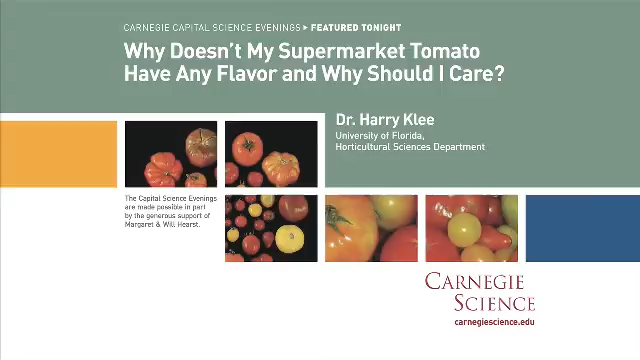 CARNEGIE CAPITAL SCIENCE EVENINGS ▸ FEATURED TONIGHT
Why Doesn't My Supermarket Tomato
Have Any Flavor and Why Should I Care?
Dr. Harry Klee
University of Florida,
Horticultural Sciences Department
The Capital Science Evenings
are made possible in part
by the generous support of
Margaret & Will Hearst.
CARNEGIE
SCIENCE
carnegiescience.edu